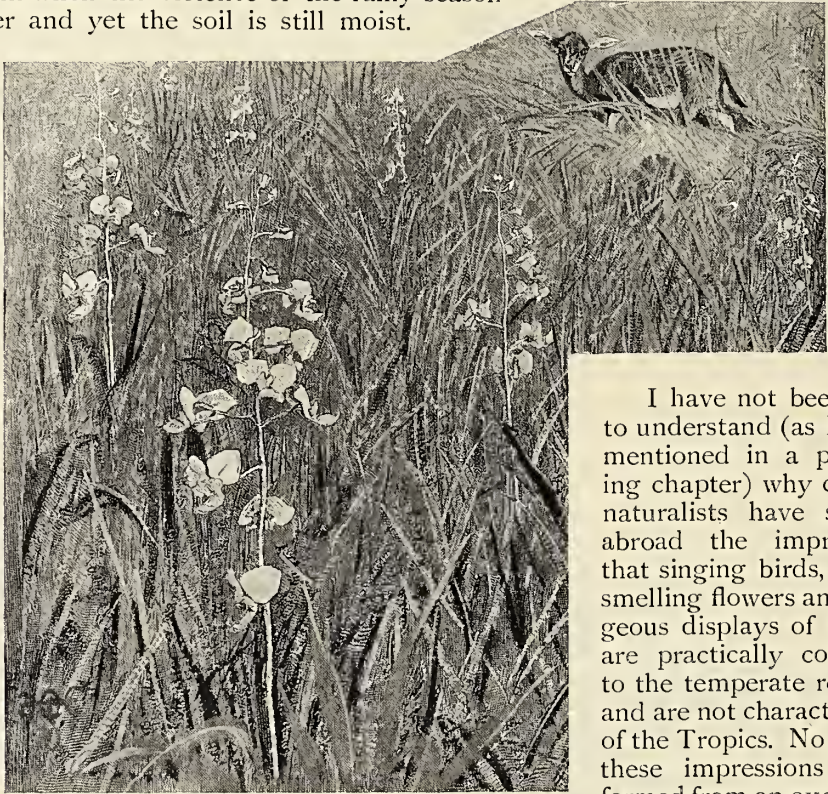 er and yet the soil is still moist.
I have not bee
to understand (as
mentioned in a p
ing chapter) why
naturalists have s
abroad the impr
that singing birds,
smelling flowers an
geous displays of
are practically co
to the temperate r
and are not charact
of the Tropics. No
these impressions